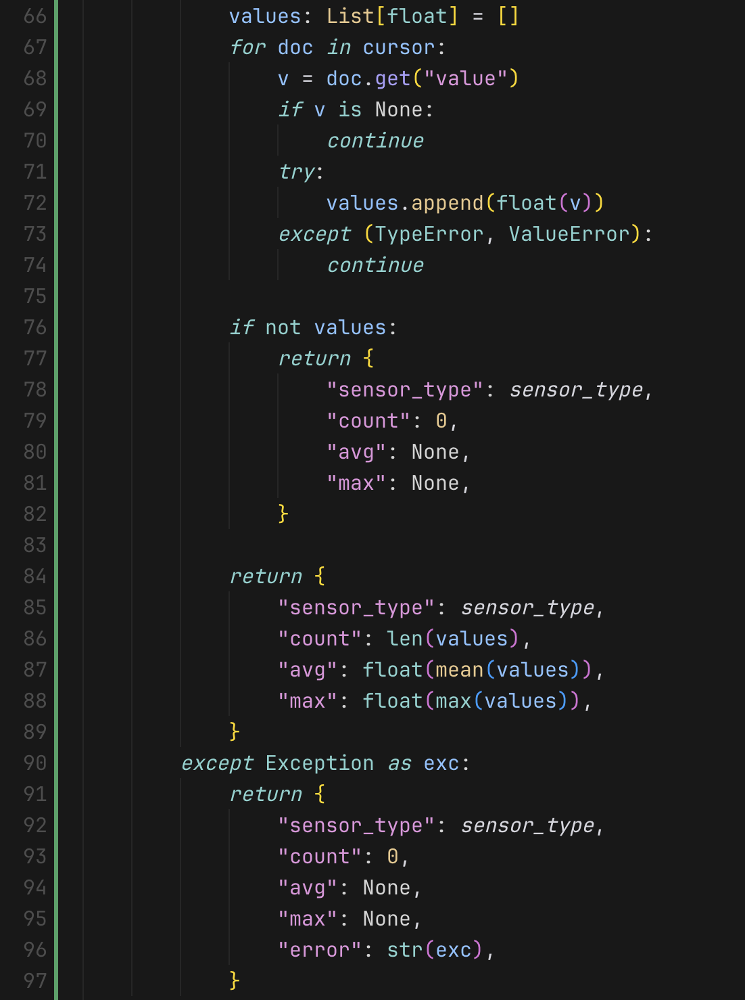 66 values: List[float] = []
67 for doc in cursor:
68 v = doc.get("value")
69 if v is None:
70 continue
71 try:
72 values.append(float(v))
73 except (TypeError, ValueError):
74 continue
75
76 if not values:
77 return {
78 "sensor_type": sensor_type,
79 "count": 0,
80 "avg": None,
81 "max": None,
82 }
83
84 return {
85 "sensor_type": sensor_type,
86 "count": len(values),
87 "avg": float(mean(values)),
88 "max": float(max(values)),
89 }
90 except Exception as exc:
91 return {
92 "sensor_type": sensor_type,
93 "count": 0,
94 "avg": None,
95 "max": None,
96 "error": str(exc),
97 }